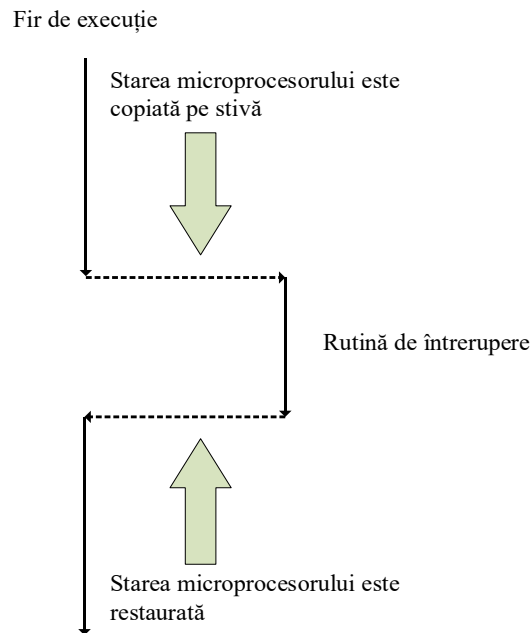 Fir de execuție
Starea microprocesorului este
copiată pe stivă
Rutină de întrerupere
Starea microprocesorului este
restaurată